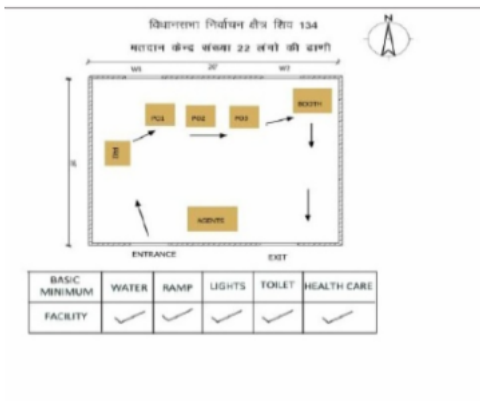 विधानसभा निर्वाचन क्षेत्र शिव 134
N
मतदान केन्द्र संख्या 22 लंगो की ढाणी
20'
PO1
PO2
PO3
BOOTH
AGENTS
ENTRANCE
EXIT
BASIC MINIMUM WATER RAMP LIGHTS TOILET HEALTH CARE
FACILITY